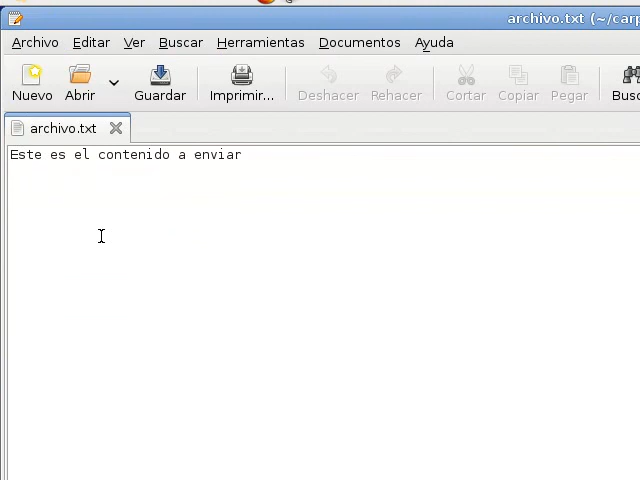 archivo.txt (~/carp
Archivo Editar Ver Buscar Herramientas Documentos Ayuda
Nuevo Abrir Guardar Imprimir... Deshacer Rehacer Cortar Copiar Pegar Busc
archivo.txt
Este es el contenido a enviar